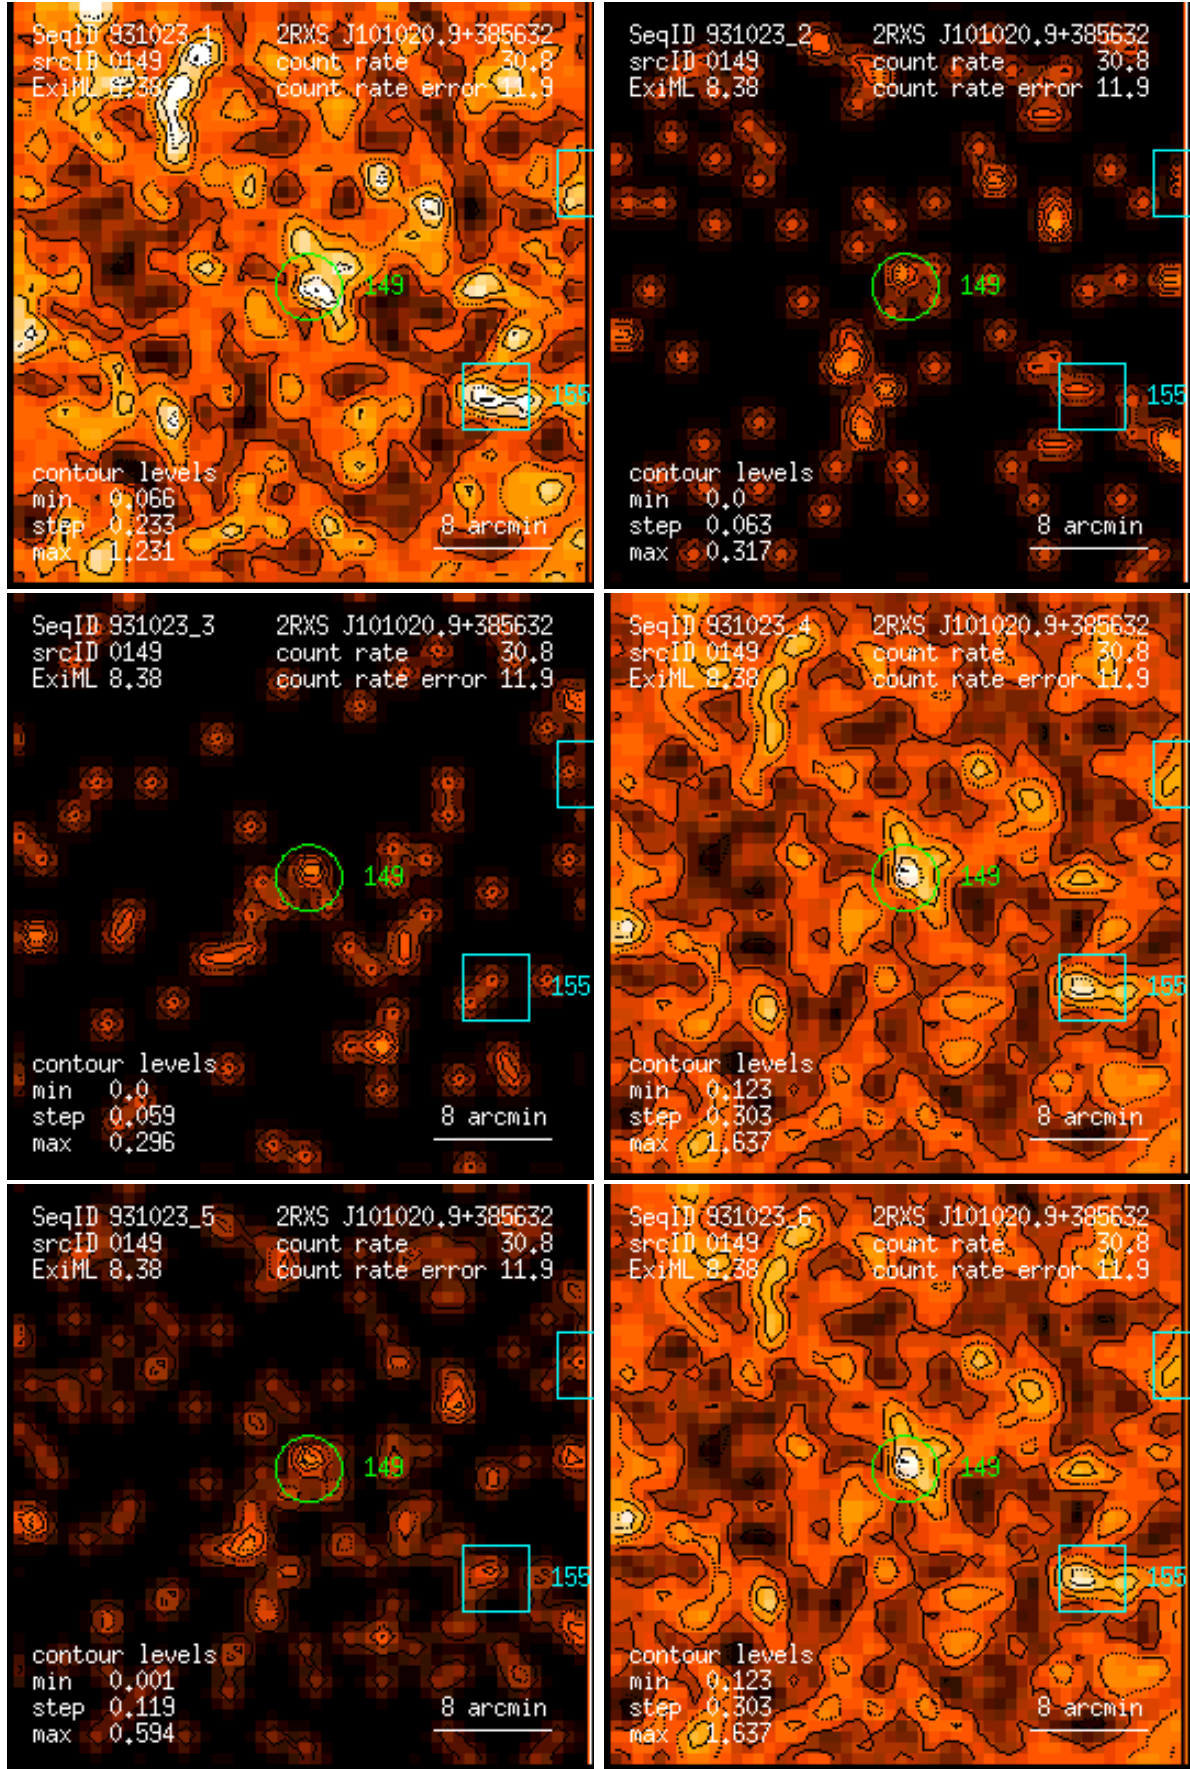 SeqID 931023_1 2RXS J101020.9+385632
srcID 0149 count rate 30.8
ExiML 8.38 count rate error 11.9
149
155
contour levels
min 0.066
step 0.233
max 1.231
8 arcmin
SeqID 931023_2 2RXS J101020.9+385632
srcID 0149 count rate 30.8
ExiML 8.38 count rate error 11.9
149
155
contour levels
min 0.0
step 0.063
max 0.317
8 arcmin
SeqID 931023_3 2RXS J101020.9+385632
srcID 0149 count rate 30.8
ExiML 8.38 count rate error 11.9
149
155
contour levels
min 0.0
step 0.059
max 0.296
8 arcmin
SeqID 931023_4 2RXS J101020.9+385632
srcID 0149 count rate 30.8
ExiML 8.38 count rate error 11.9
149
155
contour levels
min 0.123
step 0.303
max 1.637
8 arcmin
SeqID 931023_5 2RXS J101020.9+385632
srcID 0149 count rate 30.8
ExiML 8.38 count rate error 11.9
149
155
contour levels
min 0.001
step 0.119
max 0.594
8 arcmin
SeqID 931023_6 2RXS J101020.9+385632
srcID 0149 count rate 30.8
ExiML 8.38 count rate error 11.9
149
155
contour levels
min 0.123
step 0.303
max 1.637
8 arcmin